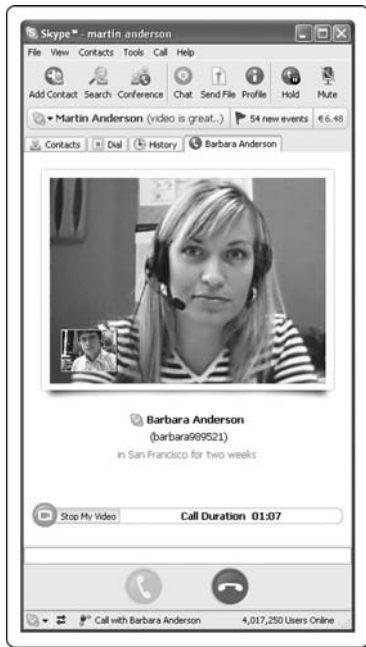 Skype™ - martin anderson
File View Contacts Tools Call Help
Add Contact Search Conference Chat Send File Profile Hold Mute
Martin Anderson (video is great..) 54 new events €6.48
Contacts Dial History Barbara Anderson
Barbara Anderson
(barbara989521)
in San Francisco for two weeks
Stop My Video Call Duration 01:07
Call with Barbara Anderson 4,017,250 Users Online